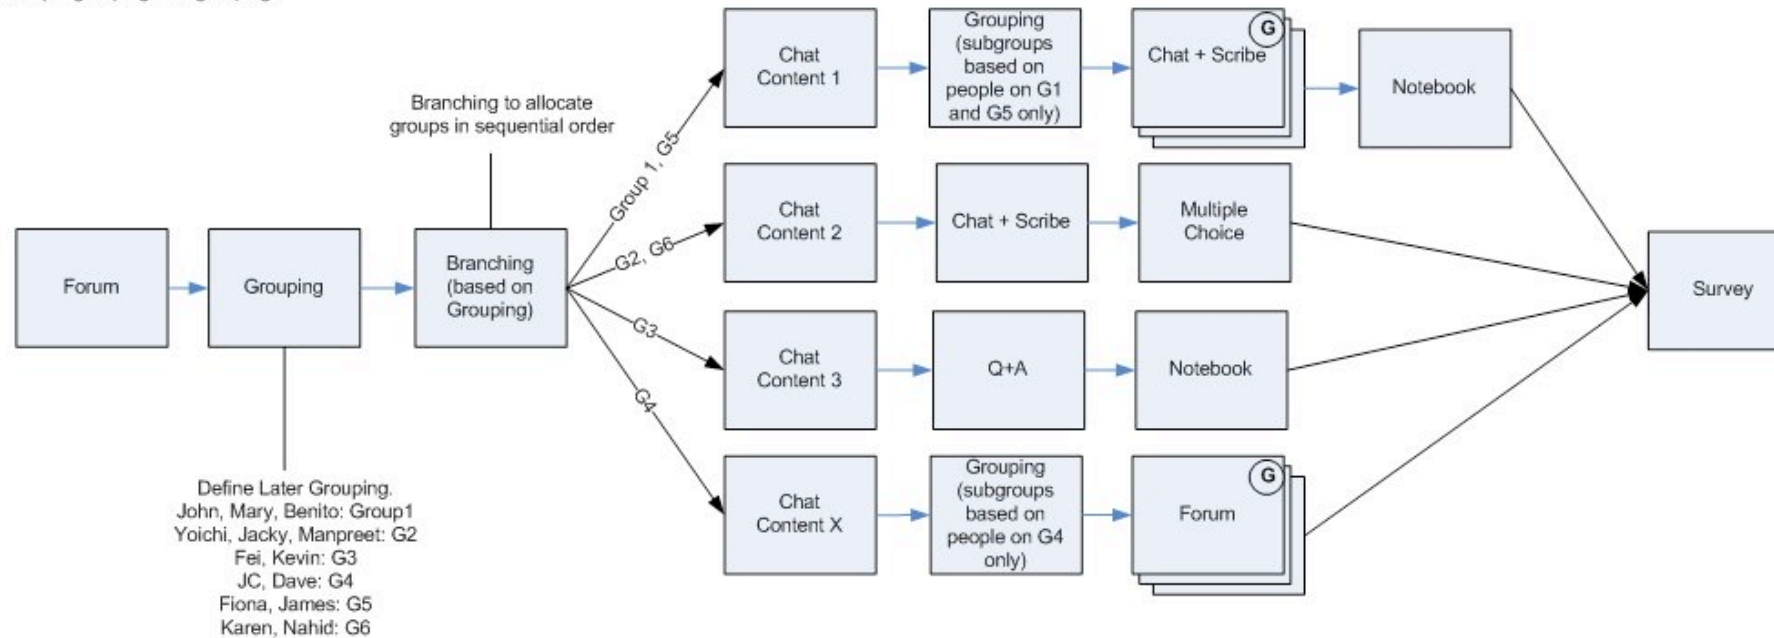 Forum
Grouping
Define Later Grouping.
John, Mary, Benito: Group1
Yoichi, Jacky, Manpreet: G2
Fei, Kevin: G3
JC, Dave: G4
Fiona, James: G5
Karen, Nahid: G6
Branching to allocate
groups in sequential order
Branching
(based on
Grouping)
Group 1, G5
G2, G6
G3
G4
Chat
Content 1
Grouping
(subgroups
based on
people on G1
and G5 only)
G
Chat + Scribe
Notebook
Chat
Content 2
Chat + Scribe
Multiple
Choice
Chat
Content 3
Q+A
Notebook
Chat
Content X
Grouping
(subgroups
based on
people on G4
only)
G
Forum
Survey